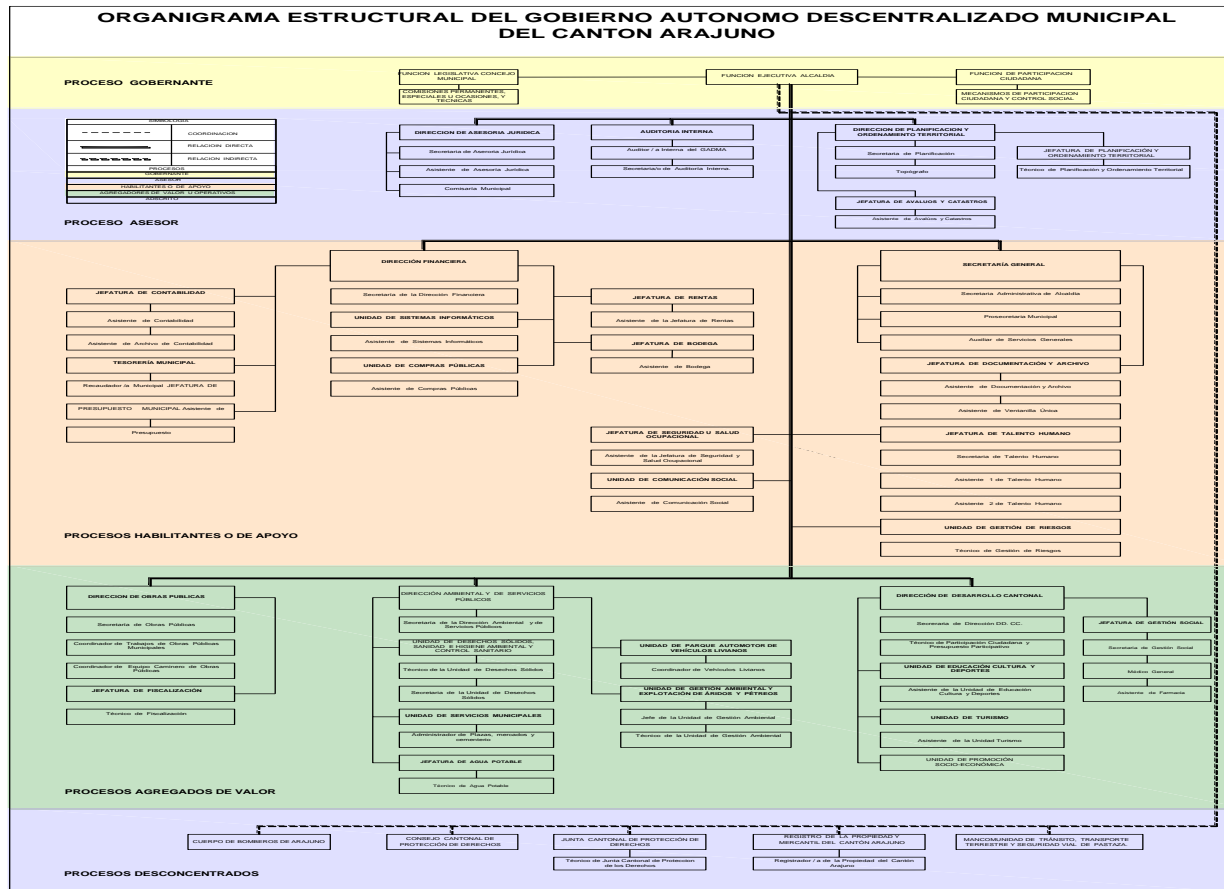 ORGANIGRAMA ESTRUCTURAL DEL GOBIERNO AUTONOMO DESCENTRALIZADO MUNICIPAL
DEL CANTON ARAJUNO
PROCESO GOBERNANTE
FUNCION LEGISLATIVA CONCEJO
MUNICIPAL
COMISIONES PERMANENTES,
ESPECIALES U OCASIONES, Y
TECNICAS
FUNCION EJECUTIVA ALCALDIA
FUNCION DE PARTICIPACION
CIUDADANA
MECANISMOS DE PARTICIPACION
CIUDADANA Y CONTROL SOCIAL
SIMBOLOGIA
COORDINACION
RELACION DIRECTA
RELACION INDIRECTA
PROCESOS
GOBERNANTE
ASESOR
HABILITANTES O DE APOYO
AGREGADORES DE VALOR U OPERATIVOS
ADSCRITO
PROCESO ASESOR
DIRECCION DE ASESORIA JURIDICA
Secretaria de Asesoria Juridica
Asistente de Asesoria Juridica
Comisaria Municipal
AUDITORIA INTERNA
Auditor / a Interna del GADMA
Secretaria/o de Auditoria Interna.
DIRECCION DE PLANIFICACION Y
ORDENAMIENTO TERRITORIAL
Secretaria de Planificación
Topógrafo
JEFATURA DE AVALUOS Y CATASTROS
Asistente de Avalúos y Catastros
JEFATURA DE PLANIFICACIÓN Y
ORDENAMIENTO TERRITORIAL
Técnico de Planificación y Ordenamiento Territorial
DIRECCIÓN FINANCIERA
Secretaria de la Dirección Financiera
UNIDAD DE SISTEMAS INFORMÁTICOS
Asistente de Sistemas Informáticos
UNIDAD DE COMPRAS PÚBLICAS
Asistente de Compras Públicas
JEFATURA DE CONTABILIDAD
Asistente de Contabilidad
Asistente de Archivo de Contabilidad
TESORERÍA MUNICIPAL
Recaudador /a Municipal JEFATURA DE
PRESUPUESTO MUNICIPAL Asistente de
Presupuesto
JEFATURA DE RENTAS
Asistente de la Jefatura de Rentas
JEFATURA DE BODEGA
Asistente de Bodega
JEFATURA DE SEGURIDAD U SALUD
OCUPACIONAL
Asistente de la Jefatura de Seguridad y
Salud Ocupacional
UNIDAD DE COMUNICACIÓN SOCIAL
Asistente de Comunicación Social
SECRETARÍA GENERAL
Secretaria Administrativa de Alcaldía
Prosecretaria Municipal
Auxiliar de Servicios Generales
JEFATURA DE DOCUMENTACIÓN Y ARCHIVO
Asistente de Documentación y Archivo
Asistente de Ventanilla Única
JEFATURA DE TALENTO HUMANO
Secretaria de Talento Humano
Asistente 1 de Talento Humano
Asistente 2 de Talento Humano
UNIDAD DE GESTIÓN DE RIESGOS
Técnico de Gestión de Riesgos
PROCESOS HABILITANTES O DE APOYO
DIRECCION DE OBRAS PUBLICAS
Secretaria de Obras Públicas
Coordinador de Trabajos de Obras Públicas
Municipales
Coordinador de Equipo Caminero de Obras
Públicas
JEFATURA DE FISCALIZACIÓN
Técnico de Fiscalización
DIRECCIÓN AMBIENTAL Y DE SERVICIOS
PÚBLICOS
Secretaria de la Dirección Ambiental y de
Servicios Públicos
UNIDAD DE DESECHOS SÓLIDOS,
SANIDAD E HIGIENE AMBIENTAL Y
CONTROL SANITARIO
Técnico de la Unidad de Desechos Sólidos
Secretaria de la Unidad de Desechos
Sólidos
UNIDAD DE SERVICIOS MUNICIPALES
Administrador de Plazas, mercados y
cementerio
JEFATURA DE AGUA POTABLE
Técnico de Agua Potable
UNIDAD DE PARQUE AUTOMOTOR DE
VEHÍCULOS LIVIANOS
Coordinador de Vehículos Livianos
UNIDAD DE GESTIÓN AMBIENTAL Y
EXPLOTACIÓN DE ÁRIDOS Y PÉTREOS
Jefe de la Unidad de Gestión Ambiental
Técnico de la Unidad de Gestión Ambiental
DIRECCIÓN DE DESARROLLO CANTONAL
Secreraria de Dirección DD. CC.
Técnico de Participación Ciudadana y
Presupuesto Participativo
UNIDAD DE EDUCACIÓN CULTURA Y
DEPORTES
Asistente de la Unidad de Educación
Cultura y Deportes
UNIDAD DE TURISMO
Asistente de la Unidad Turismo
UNIDAD DE PROMOCIÓN
SOCIO-ECONÓMICA
JEFATURA DE GESTIÓN SOCIAL
Secretaria de Gestión Social
Médico General
Asistente de Farmacia
PROCESOS AGREGADOS DE VALOR
CUERPO DE BOMBEROS DE ARAJUNO
CONSEJO CANTONAL DE
PROTECCIÓN DE DERECHOS
JUNTA CANTONAL DE PROTECCIÓN DE
DERECHOS
Técnico de Junta Cantonal de Proteccion
de los Derechos
REGISTRO DE LA PROPIEDAD Y
MERCANTIL DEL CANTÓN ARAJUNO
Registrador / a de la Propiedad del Cantón
Arajuno
MANCOMUNIDAD DE TRÁNSITO, TRANSPORTE
TERRESTRE Y SEGURIDAD VIAL DE PASTAZA.
PROCESOS DESCONCENTRADOS